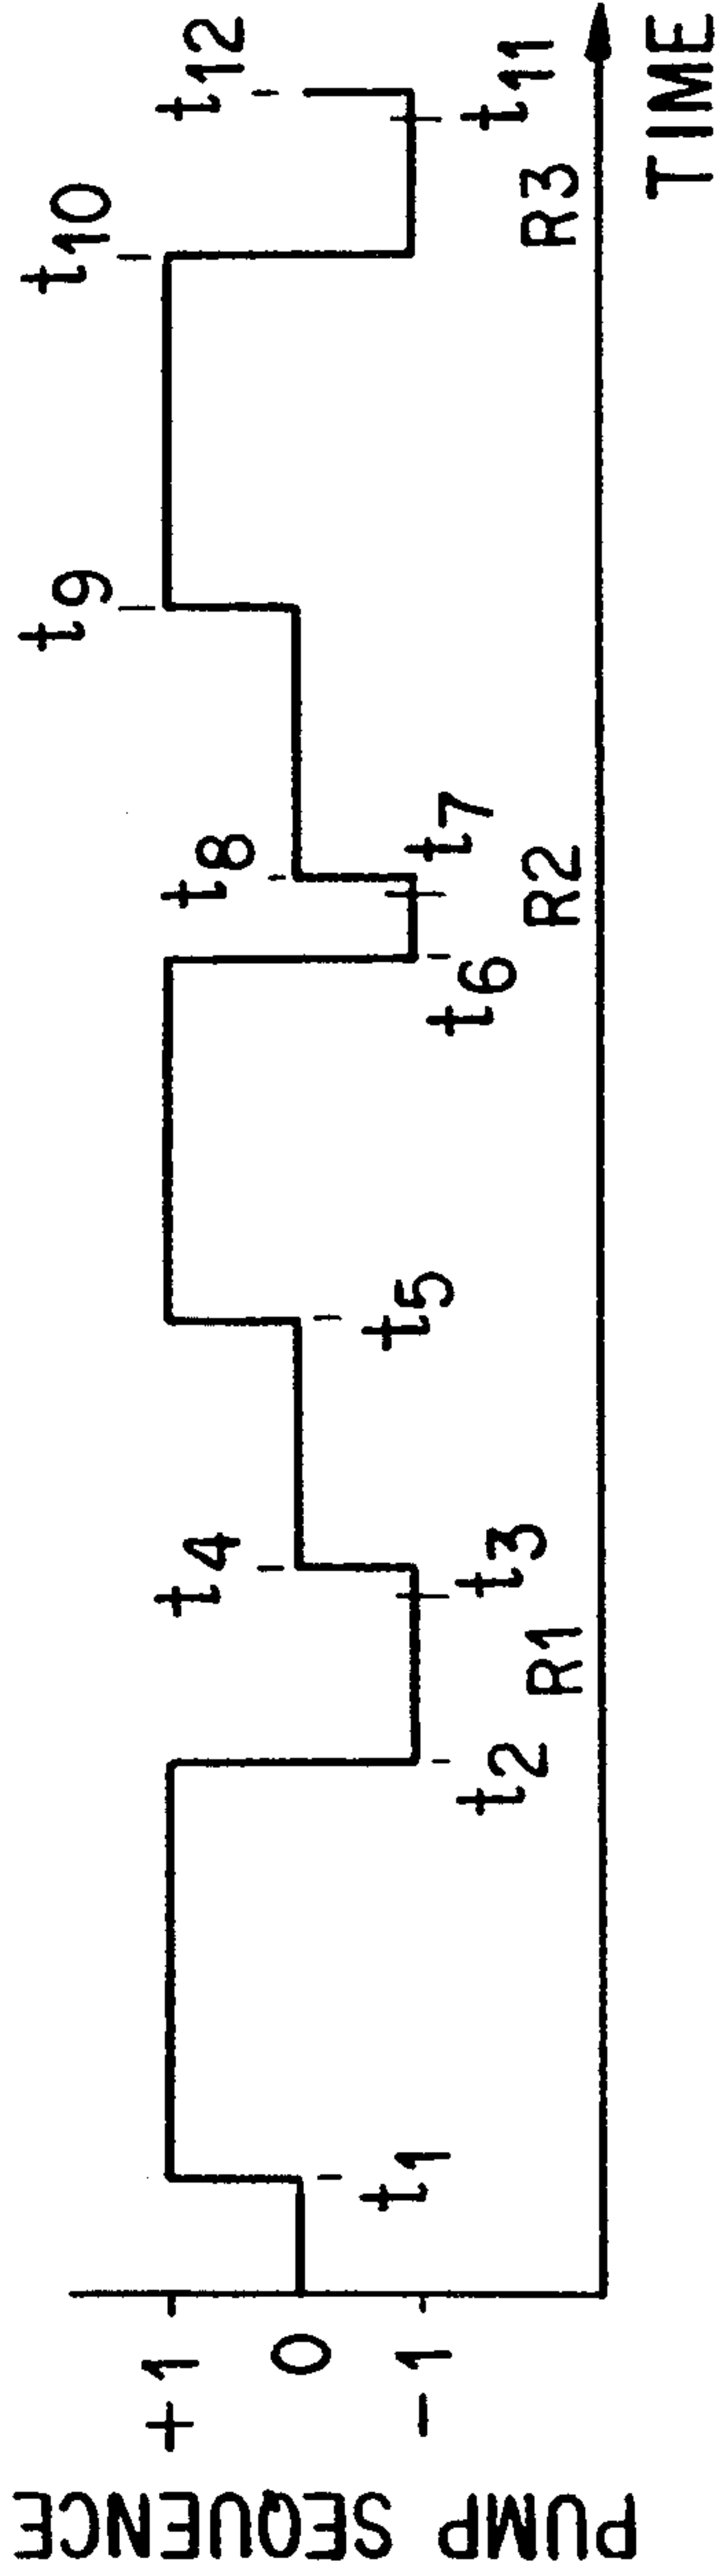 PUMP SEQUENCE
+1
0
-1
t1
t2
t3
t4
t5
t6
t7
t8
t9
t10
t11
t12
R1
R2
R3
TIME